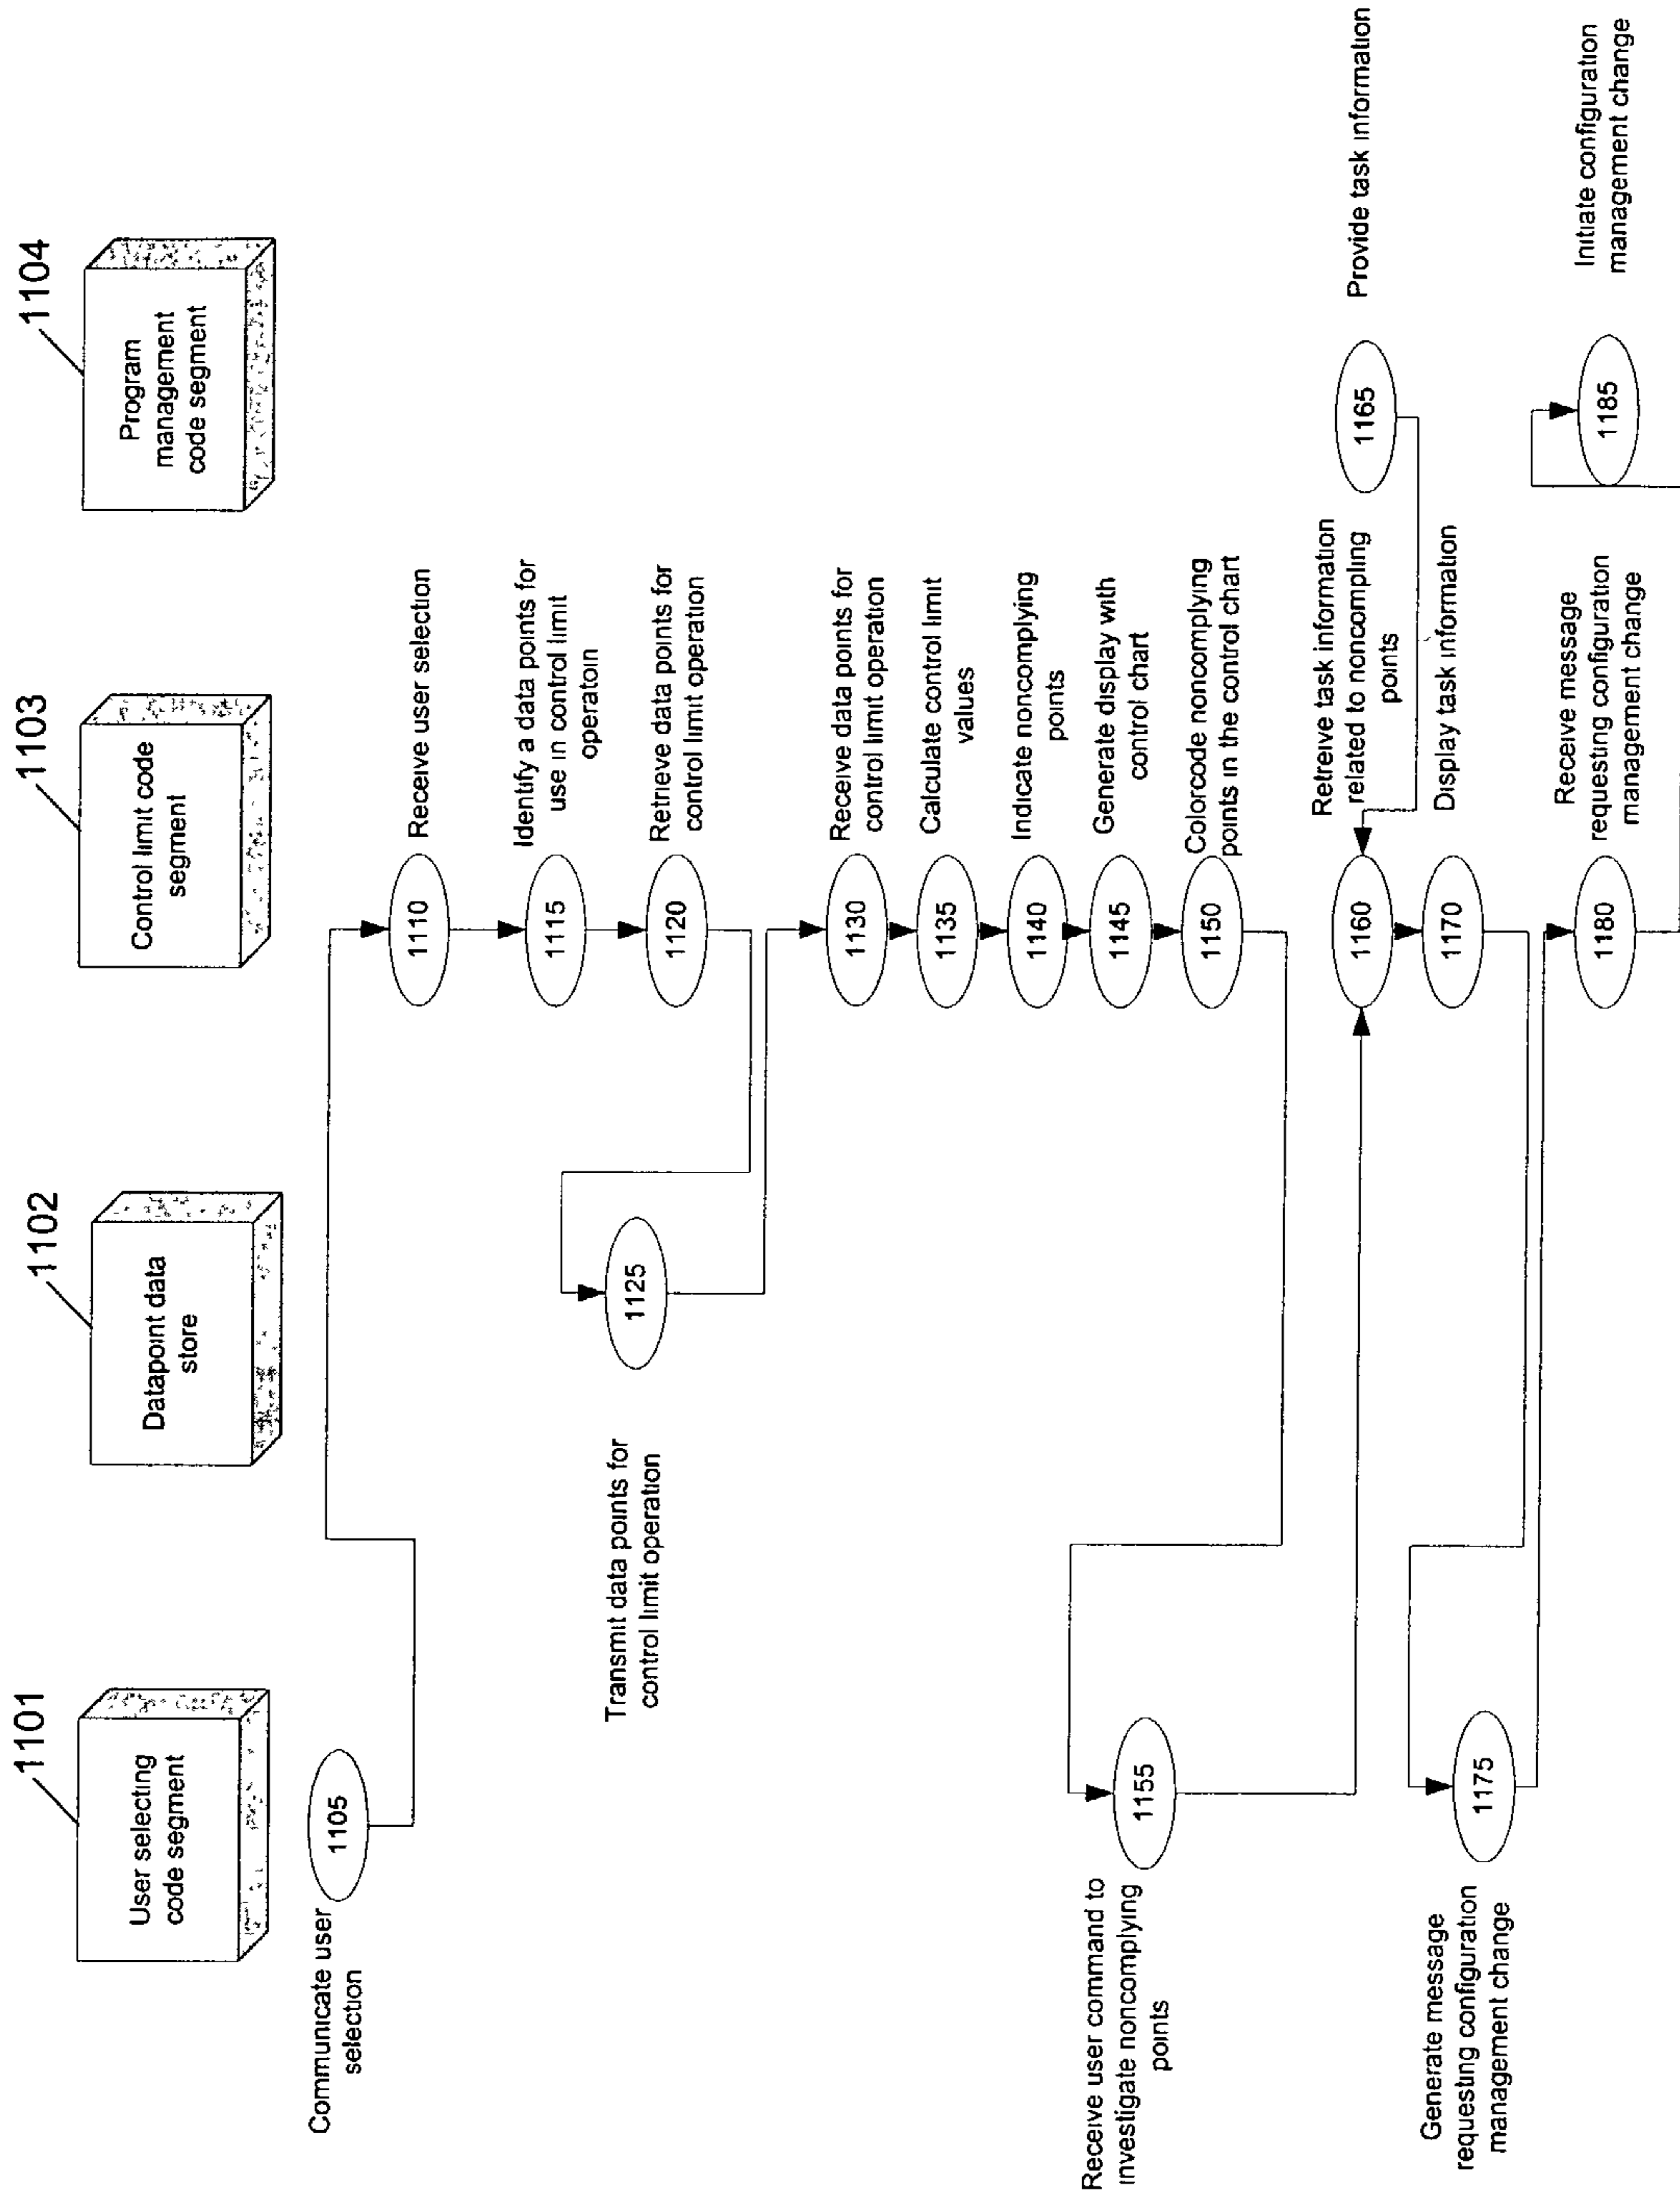 1101
User selecting
code segment
1102
Datapoint data
store
1103
Control limit code
segment
1104
Program
management
code segment
Communicate user
selection
1105
1110
Receive user selection
1115
Identify a data points for
use in control limit
operatoin
1120
Retrieve data points for
control limit operation
Transmit data points for
control limit operation
1125
1130
Receive data points for
control limit operation
1135
Calculate control limit
values
1140
Indicate noncomplying
points
1145
Generate display with
control chart
1150
Colorcode noncomplying
points in the control chart
Receive user command to
investigate noncomplying
points
1155
1160
Retreive task information
related to noncompling
points
1165
Provide task information
1170
Display task information
Generate message
requesting configuration
management change
1175
1180
Receive message
requesting configuration
management change
1185
Initiate configuration
management change